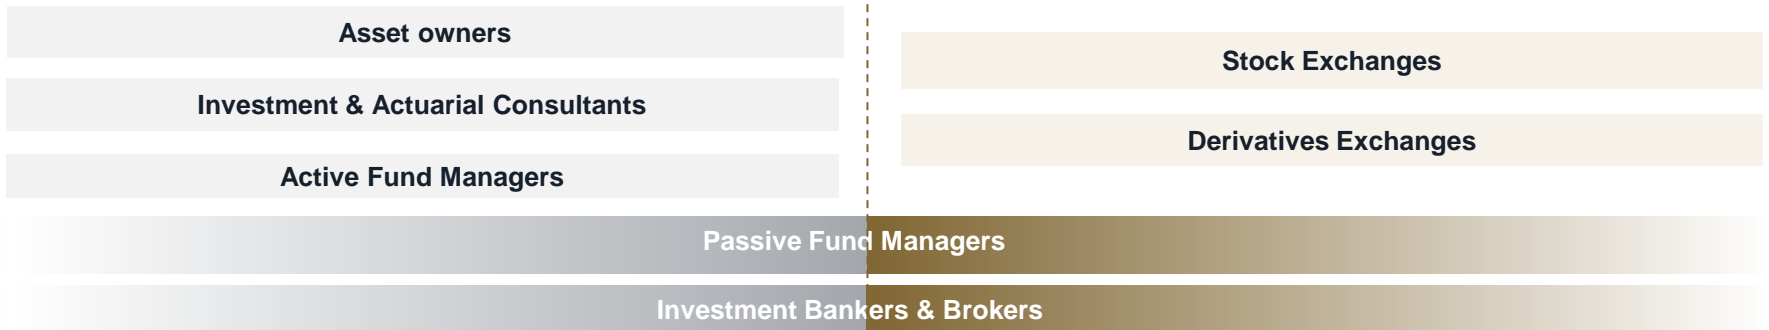 Asset owners
Investment & Actuarial Consultants
Active Fund Managers
Stock Exchanges
Derivatives Exchanges
Passive Fund Managers
Investment Bankers & Brokers